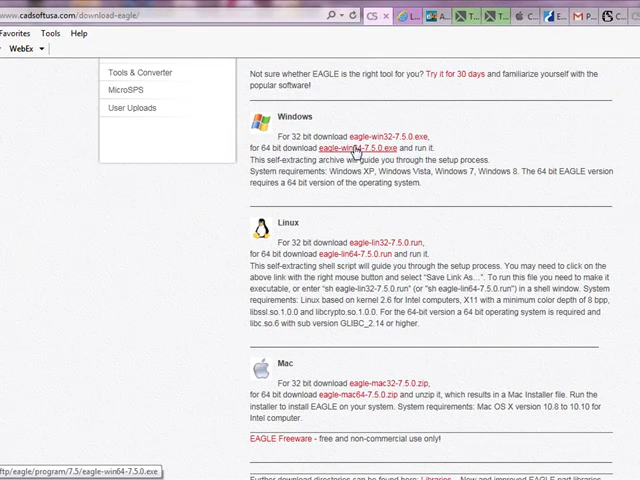 www.cadsoftusa.com/download-eagle/
CS
L
A
T
T
C
E
P
C
C
Favorites Tools Help
WebEx
Tools & Converter
MicroSPS
User Uploads
Not sure whether EAGLE is the right tool for you? Try it for 30 days and familiarize yourself with the
popular software!
Windows
For 32 bit download eagle-win32-7.5.0.exe,
for 64 bit download eagle-win64-7.5.0.exe and run it.
This self-extracting archive will guide you through the setup process.
System requirements: Windows XP, Windows Vista, Windows 7, Windows 8. The 64 bit EAGLE version
requires a 64 bit version of the operating system.
Linux
For 32 bit download eagle-lin32-7.5.0.run,
for 64 bit download eagle-lin64-7.5.0.run and run it.
This self-extracting shell script will guide you through the setup process. You may need to click on the
above link with the right mouse button and select “Save Link As...”. To run this file you need to make it
executable, or enter “sh eagle-lin32-7.5.0.run” (or “sh eagle-lin64-7.5.0.run”) in a shell window. System
requirements: Linux based on kernel 2.6 for Intel computers, X11 with a minimum color depth of 8 bpp,
libssl.so.1.0.0 and libcrypto.so.1.0.0. For the 64-bit version a 64 bit operating system is required and
libc.so.6 with sub version GLIBC_2.14 or higher.
Mac
For 32 bit download eagle-mac32-7.5.0.zip,
for 64 bit download eagle-mac64-7.5.0.zip and unzip it, which results in a Mac Installer file. Run the
installer to install EAGLE on your system. System requirements: Mac OS X version 10.8 to 10.10 for
Intel computer.
EAGLE Freeware - free and non-commercial use only!
ftp/eagle/program/7.5/eagle-win64-7.5.0.exe
Further download directories can be found here: Libraries - New and improved EAGLE part libraries